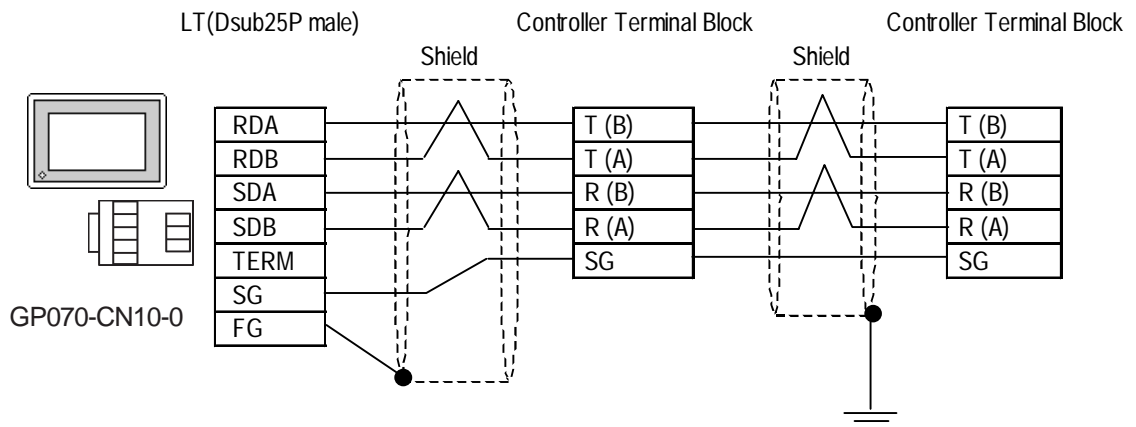 LT(Dsub25P male)
Controller Terminal Block
Controller Terminal Block
Shield
Shield
RDA
RDB
SDA
SDB
TERM
SG
FG
T (B)
T (A)
R (B)
R (A)
SG
T (B)
T (A)
R (B)
R (A)
SG
GP070-CN10-0